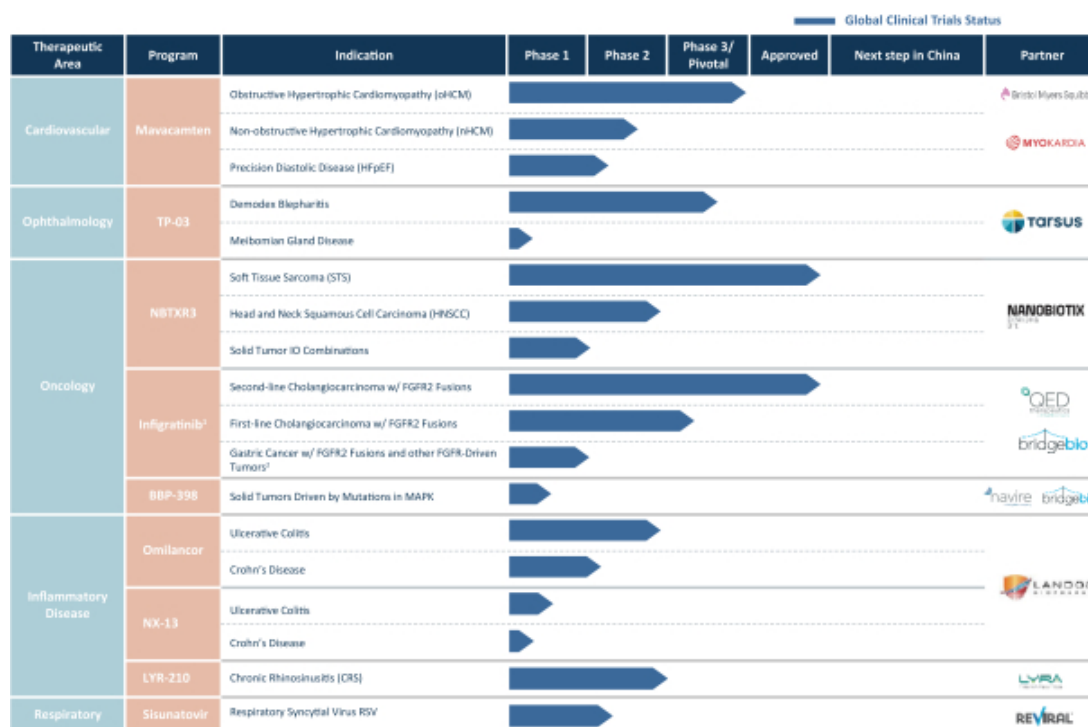 Global Clinical Trials Status
Therapeutic Area Program Indication Phase 1 Phase 2 Phase 3/ Pivotal Approved Next step in China Partner
Cardiovascular
Mavacamten
Obstructive Hypertrophic Cardiomyopathy (oHCM)
Bristol Myers Squibb
Non-obstructive Hypertrophic Cardiomyopathy (nHCM)
MYOKARDIA
Precision Diastolic Disease (HFpEF)
Ophthalmology
TP-03
Demodex Blepharitis
TARSUS
Meibomian Gland Disease
Oncology
NBTXR3
Soft Tissue Sarcoma (STS)
Head and Neck Squamous Cell Carcinoma (HNSCC)
NANOBIOTIX
Solid Tumor IO Combinations
Infigratinib¹
Second-line Cholangiocarcinoma w/ FGFR2 Fusions
QED
First-line Cholangiocarcinoma w/ FGFR2 Fusions
bridgebio
Gastric Cancer w/ FGFR2 Fusions and other FGFR-Driven
Tumors²
BBP-398
Solid Tumors Driven by Mutations in MAPK
navire bridgebi
Inflammatory
Disease
Omilancor
Ulcerative Colitis
Crohn's Disease
LANDO
NX-13
Ulcerative Colitis
Crohn's Disease
LYR-210
Chronic Rhinosinusitis (CRS)
LYRA
Respiratory
Sisunatovir
Respiratory Syncytial Virus RSV
REVIRAL